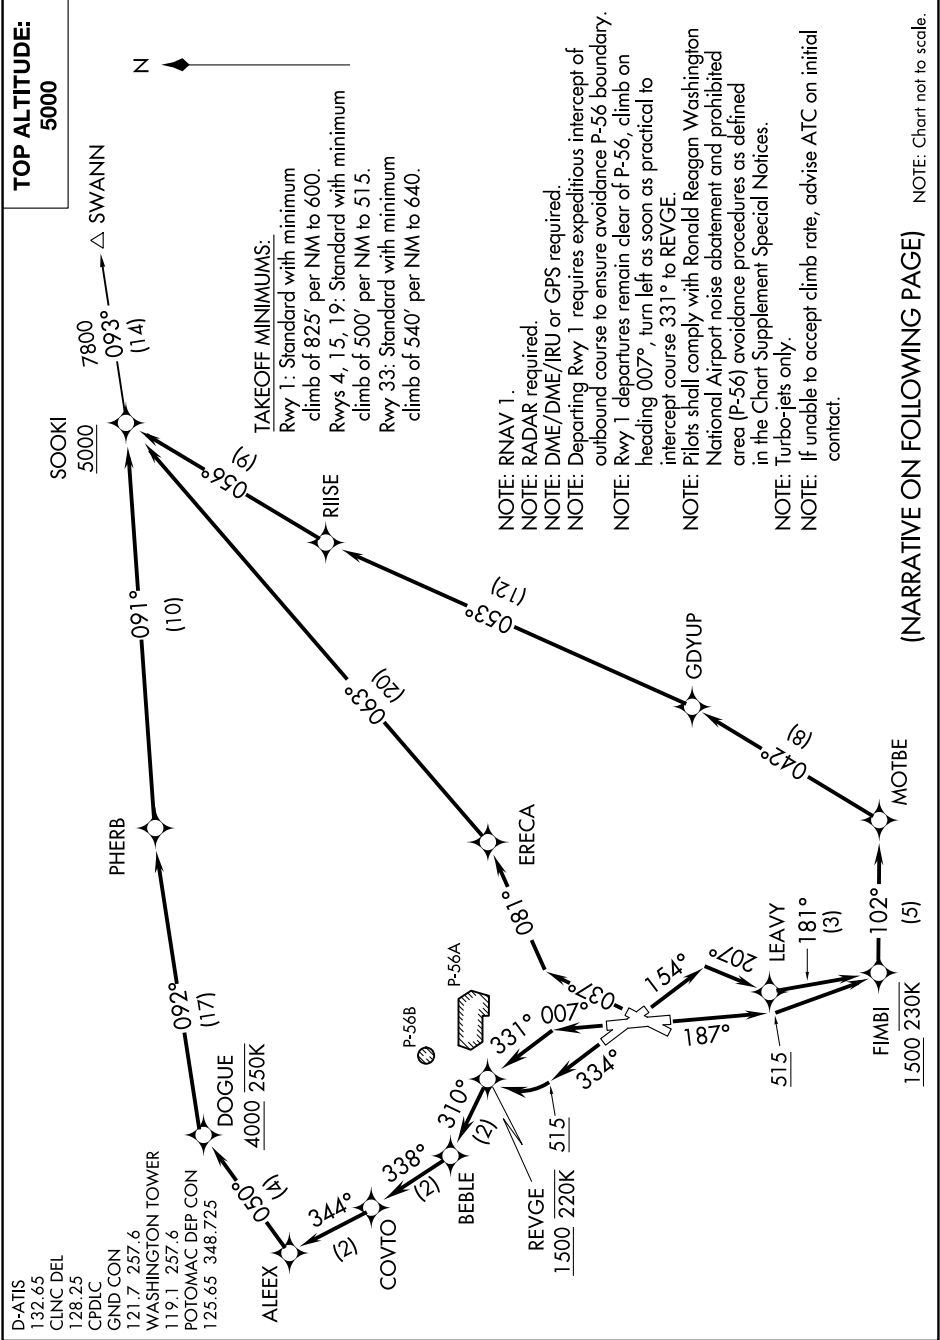 D-ATIS
132.65
CLNC DEL
128.25
CPDLC
GND CON
121.7 257.6
WASHINGTON TOWER
119.1 257.6
POTOMAC DEP CON
125.65 348.725
TOP ALTITUDE:
5000
N
SWANN
7800
093°
(14)
SOOKI
5000
091°
(10)
PHERB
092°
(17)
DOGUE
4000 250K
050°
(4)
ALEEX
344°
(2)
COVTO
338°
(2)
BEBLE
310°
(2)
REVGE
1500 220K
515
331°
334°
007°
P-56B
P-56A
037°
081°
ERECA
063°
(20)
056°
(9)
RIISE
053°
(12)
GDYUP
042°
(8)
MOTBE
102°
(5)
FIMBI
1500 230K
LEAVY
181°
(3)
154°
207°
187°
515
TAKEOFF MINIMUMS:
Rwy 1: Standard with minimum
climb of 825' per NM to 600.
Rwys 4, 15, 19: Standard with minimum
climb of 500' per NM to 515.
Rwy 33: Standard with minimum
climb of 540' per NM to 640.
NOTE: RNAV 1.
NOTE: RADAR required.
NOTE: DME/DME/IRU or GPS required.
NOTE: Departing Rwy 1 requires expeditious intercept of
outbound course to ensure avoidance P-56 boundary.
NOTE: Rwy 1 departures remain clear of P-56, climb on
heading 007°, turn left as soon as practical to
intercept course 331° to REVGE.
NOTE: Pilots shall comply with Ronald Reagan Washington
National Airport noise abatement and prohibited
area (P-56) avoidance procedures as defined
in the Chart Supplement Special Notices.
NOTE: Turbo-jets only.
NOTE: If unable to accept climb rate, advise ATC on initial
contact.
(NARRATIVE ON FOLLOWING PAGE)
NOTE: Chart not to scale.